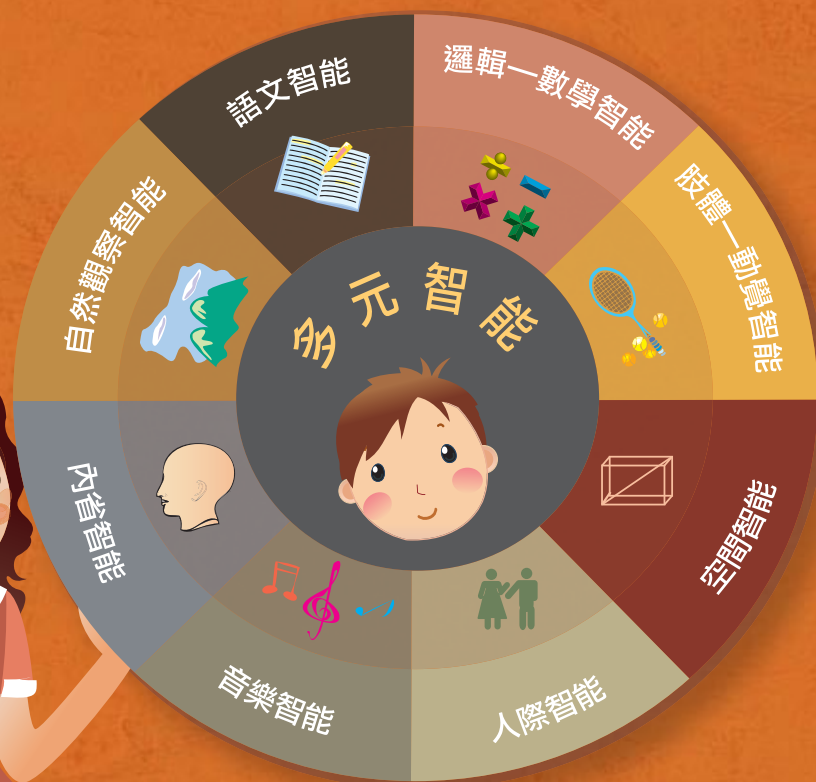 多元智能
邏輯—數學智能
肢體—動覺智能
空間智能
人際智能
音樂智能
內省智能
自然觀察智能
語文智能